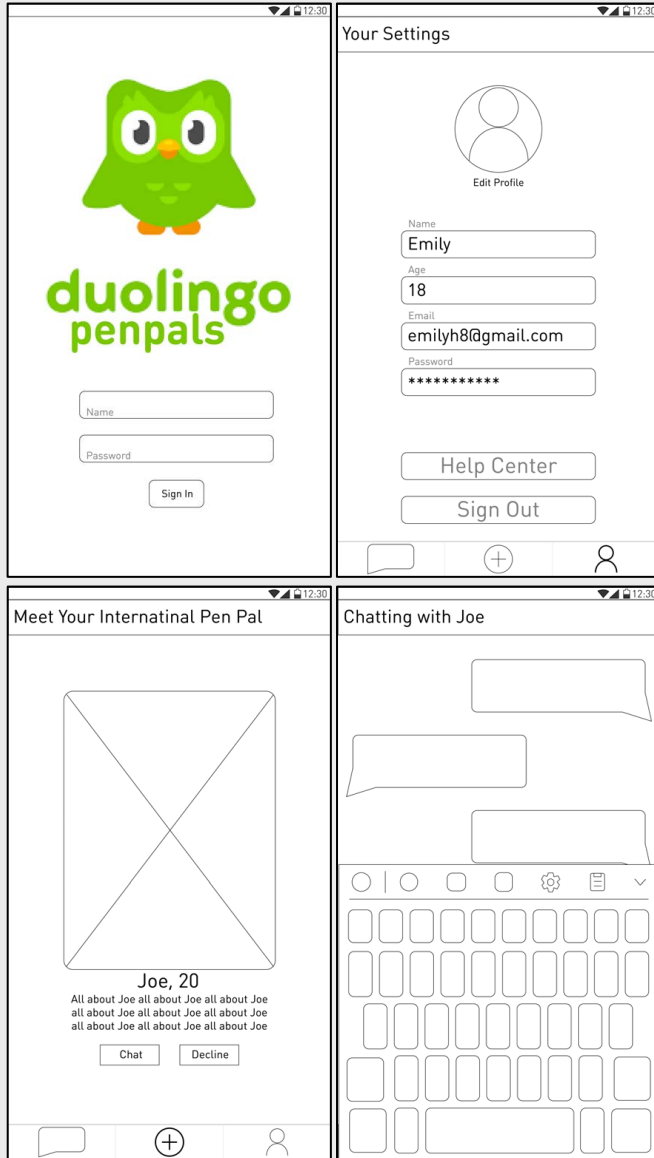 12:30
duolingo
penpals
Name
Password
Sign In
12:30
Your Settings
Edit Profile
Name
Emily
Age
18
Email
emilyh8@gmail.com
Password
***********
Help Center
Sign Out
12:30
Meet Your Internatinal Pen Pal
Joe, 20
All about Joe all about Joe all about Joe
all about Joe all about Joe all about Joe
all about Joe all about Joe all about Joe
Chat
Decline
12:30
Chatting with Joe